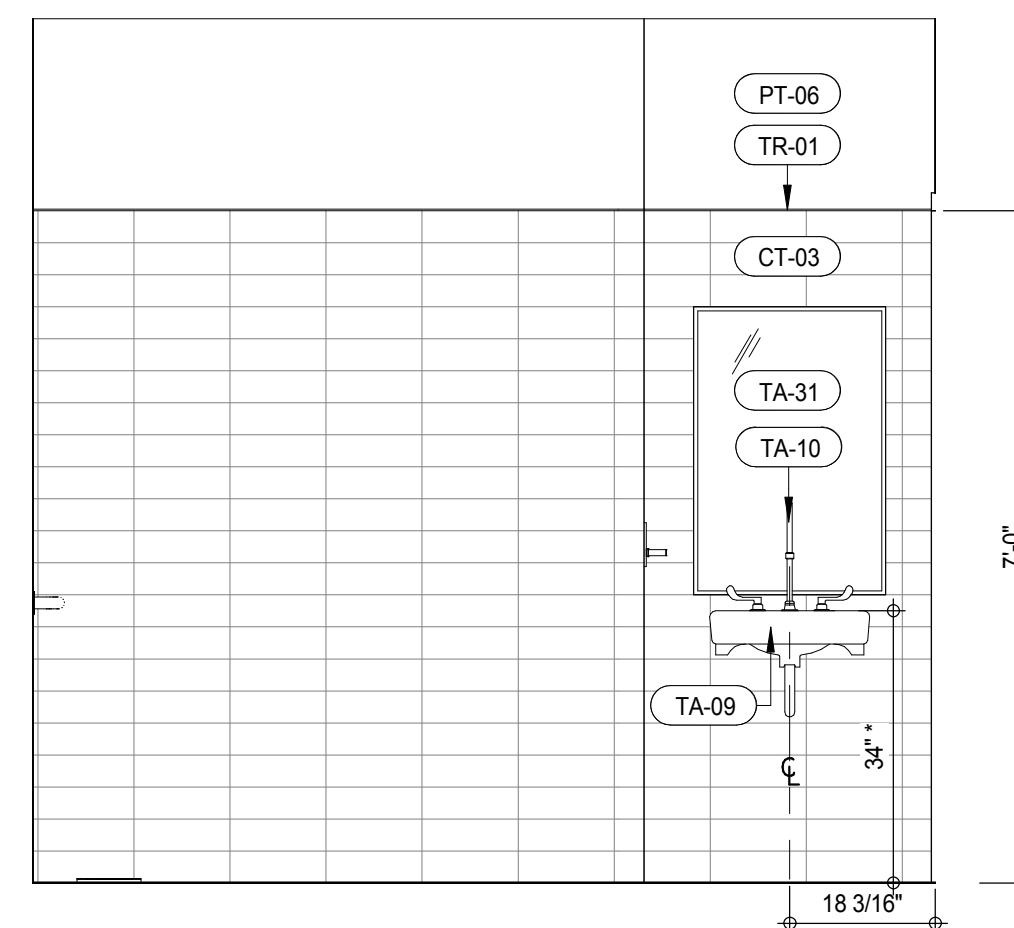 PT-06
TR-01
CT-03
TA-31
TA-10
7'-0"
TA-09
34" *
℄
18 3/16"